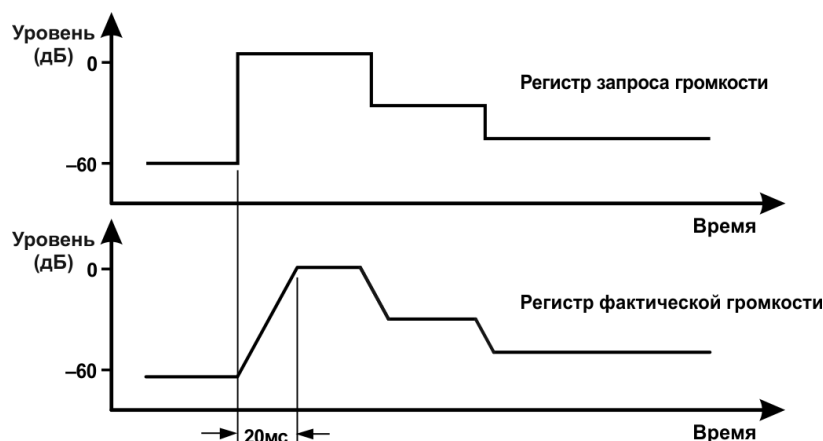 Уровень
(дБ)
0
Регистр запроса громкости
–60
Время
Уровень
(дБ)
0
Регистр фактической громкости
–60
20мс
Время